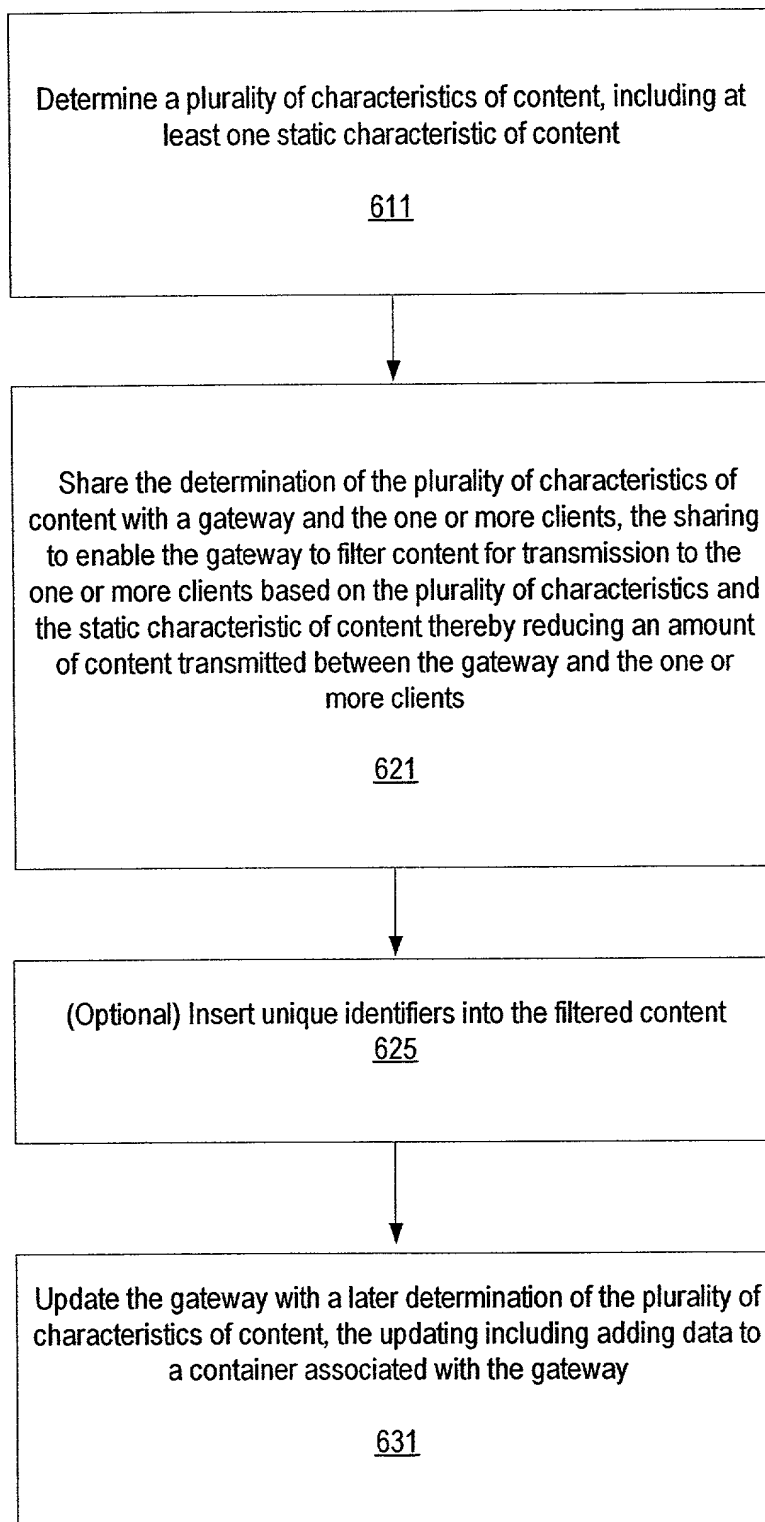 Determine a plurality of characteristics of content, including at
least one static characteristic of content
611
Share the determination of the plurality of characteristics of
content with a gateway and the one or more clients, the sharing
to enable the gateway to filter content for transmission to the
one or more clients based on the plurality of characteristics and
the static characteristic of content thereby reducing an amount
of content transmitted between the gateway and the one or
more clients
621
(Optional) Insert unique identifiers into the filtered content
625
Update the gateway with a later determination of the plurality of
characteristics of content, the updating including adding data to
a container associated with the gateway
631